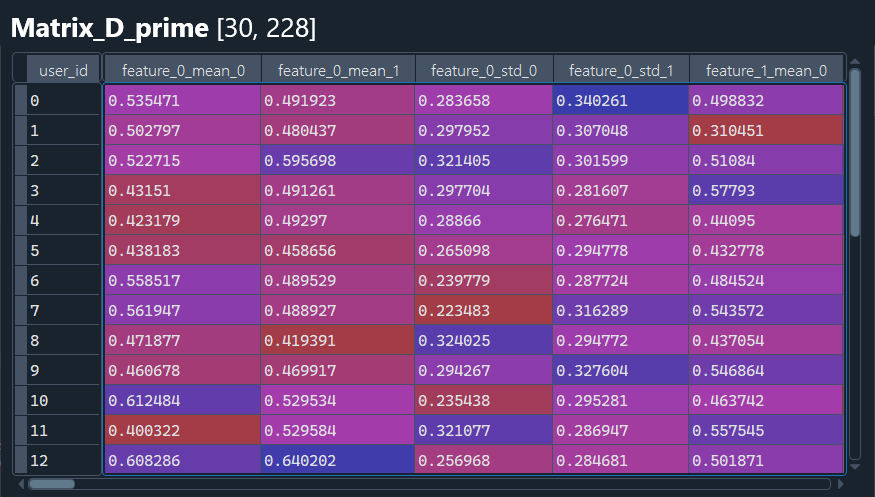 Matrix_D_prime [30, 228]
user_id feature_0_mean_0 feature_0_mean_1 feature_0_std_0 feature_0_std_1 feature_1_mean_0
0 0.535471 0.491923 0.283658 0.340261 0.498832
1 0.502797 0.480437 0.297952 0.307048 0.310451
2 0.522715 0.595698 0.321405 0.301599 0.51084
3 0.43151 0.491261 0.297704 0.281607 0.57793
4 0.423179 0.49297 0.28866 0.276471 0.44095
5 0.438183 0.458656 0.265098 0.294778 0.432778
6 0.558517 0.489529 0.239779 0.287724 0.484524
7 0.561947 0.488927 0.223483 0.316289 0.543572
8 0.471877 0.419391 0.324025 0.294772 0.437054
9 0.460678 0.469917 0.294267 0.327604 0.546864
10 0.612484 0.529534 0.235438 0.295281 0.463742
11 0.400322 0.529584 0.321077 0.286947 0.557545
12 0.608286 0.640202 0.256968 0.284681 0.501871